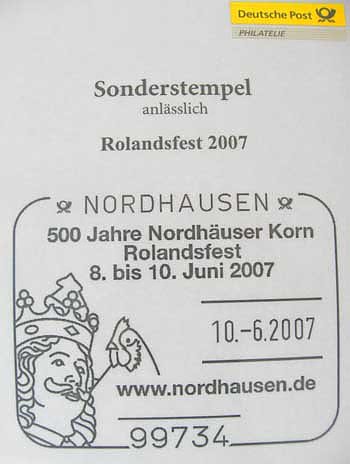 Deutsche Post
PHILATELIE
Sonderstempel
anlässlich
Rolandsfest 2007
NORDHAUSEN
500 Jahre Nordhäuser Korn
Rolandsfest
8. bis 10. Juni 2007
10.-6.2007
www.nordhausen.de
99734